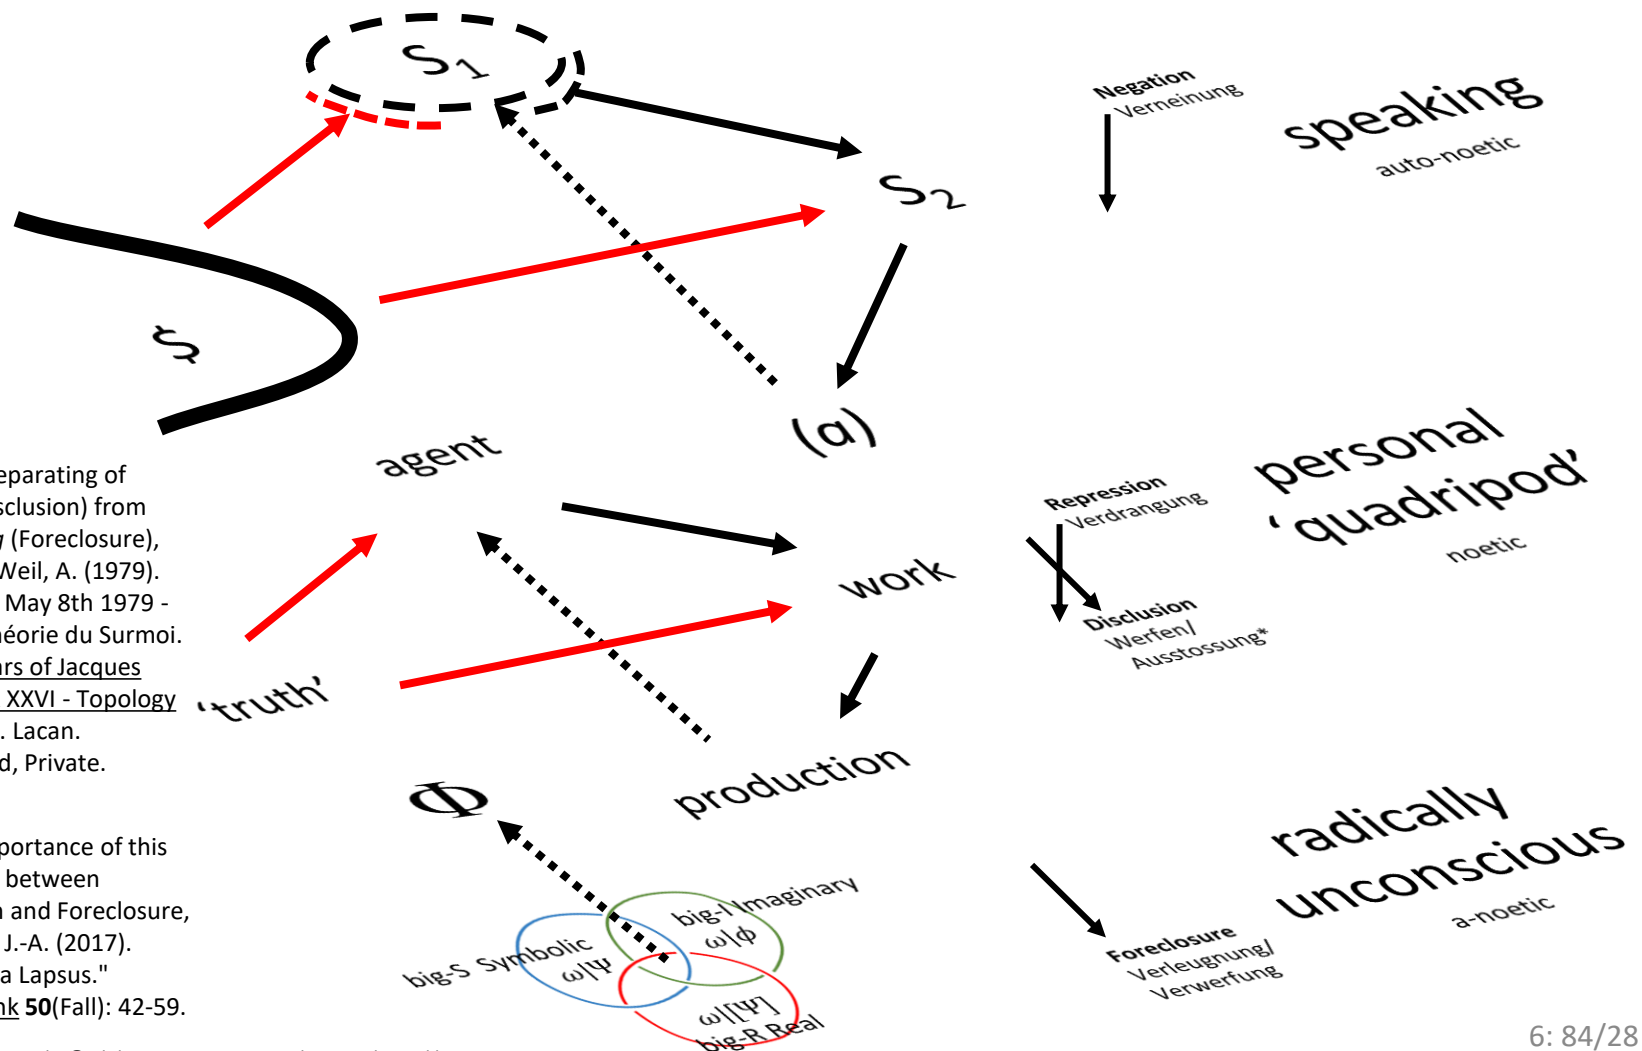 S1
S2
$
(a)
Negation
Verneinung
speaking
auto-noetic
agent
work
'truth'
production
Repression
Verdrangung
Disclusion
Werfen/
Ausstossung*
personal
'quadripod'
noetic
Φ
big-S Symbolic
ω|Ψ
big-I Imaginary
ω|ϕ
ω|[Ψ]
big-R Real
Foreclosure
Verleugnung/
Verwerfung
radically
unconscious
a-noetic
eparating of
sclusion) from
g (Foreclosure),
Weil, A. (1979).
May 8th 1979 -
néorie du Surmoi.
ars of Jacques
XXVI - Topology
. Lacan.
d, Private.
portance of this
between
n and Foreclosure,
J.-A. (2017).
a Lapsus."
nk 50(Fall): 42-59.
6: 84/28